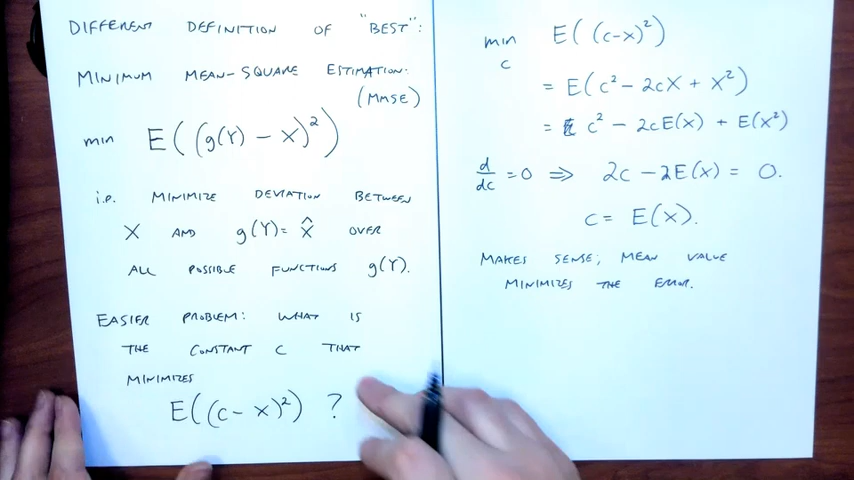 DIFFERENT DEFINITION OF "BEST":
MINIMUM MEAN-SQUARE ESTIMATION:
(MMSE)
min E((g(Y) - X)²)
i.e. MINIMIZE DEVIATION BETWEEN
X AND g(Y) = X̂ OVER
ALL POSSIBLE FUNCTIONS g(Y).
EASIER PROBLEM: WHAT IS
THE CONSTANT C THAT
MINIMIZES
E((c - X)²) ?
min E((c-X)²)
c
= E(c² - 2cX + X²)
= c² - 2cE(X) + E(X²)
d/dc = 0 ⇒ 2c - 2E(X) = 0.
c = E(X).
MAKES SENSE; MEAN VALUE
MINIMIZES THE ERROR.